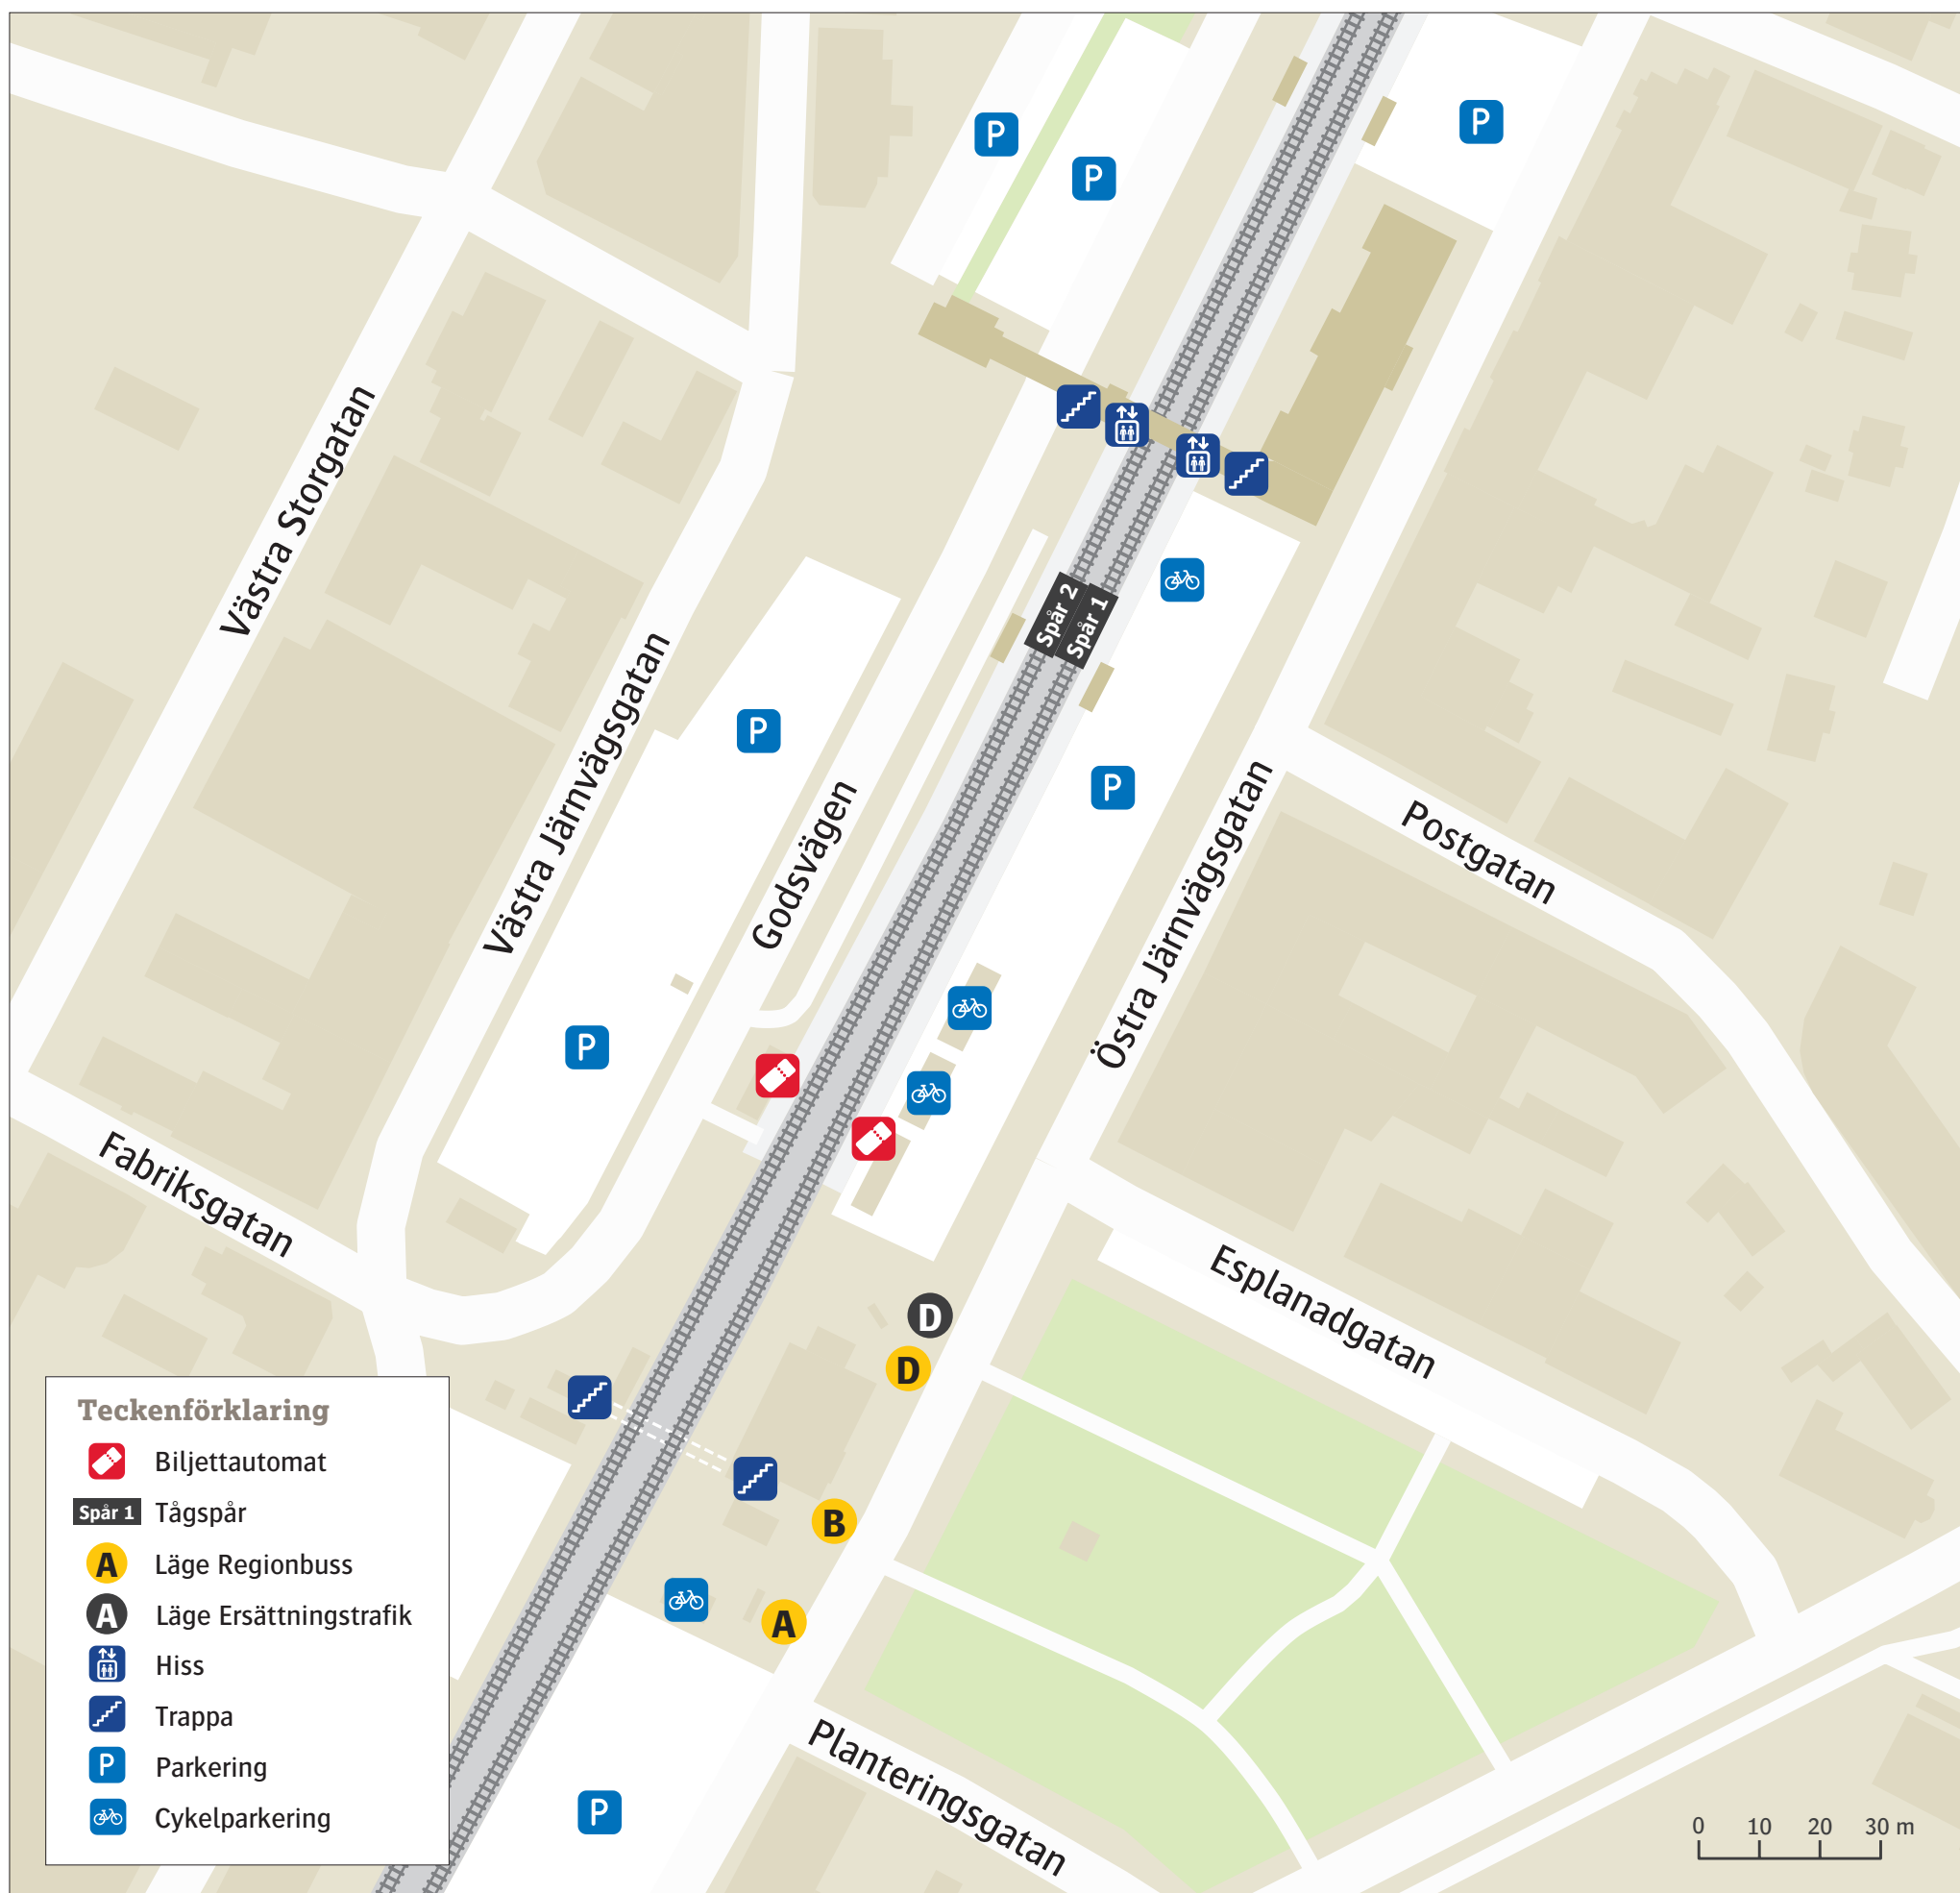 P
P
P
Västra Storgatan
Spår 2
Spår 1
Västra Järnvägsgatan
P
P
Godsvägen
Östra Järnvägsgatan
Postgatan
P
Fabriksgatan
Esplanadgatan
D
D
B
A
P
Planteringsgatan
Teckenförklaring
Biljettautomat
Spår 1 Tågspår
A Läge Regionbuss
A Läge Ersättningstrafik
Hiss
Trappa
P Parkering
Cykelparkering
0 10 20 30 m